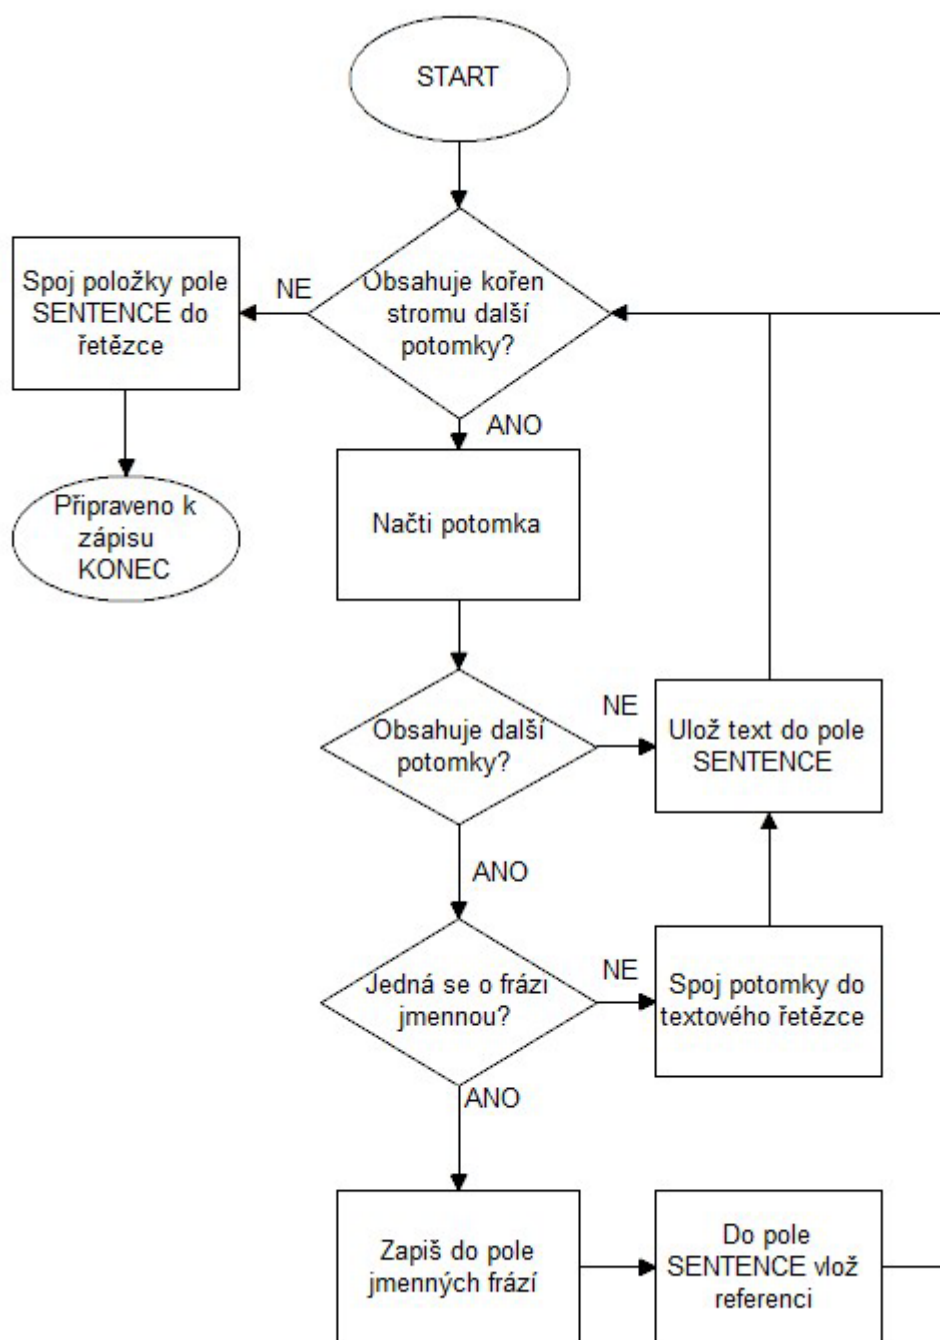 START
Obsahuje kořen
stromu další
potomky?
NE
Spoj položky pole
SENTENCE do
řetězce
Připraveno k
zápisu
KONEC
ANO
Načti potomka
Obsahuje další
potomky?
NE
Ulož text do pole
SENTENCE
ANO
Jedná se o frázi
jmennou?
NE
Spoj potomky do
textového řetězce
ANO
Zapiš do pole
jmenných frází
Do pole
SENTENCE vlož
referenci